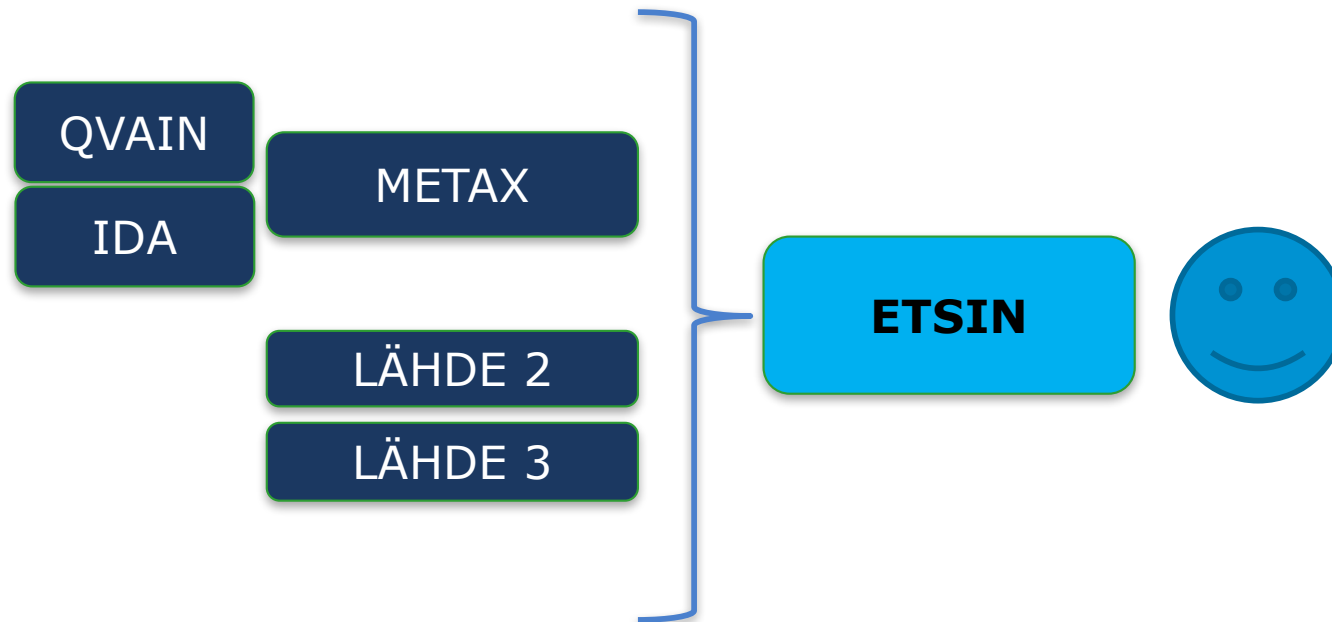 QVAIN
IDA
METAX
LÄHDE 2
LÄHDE 3
ETSIN